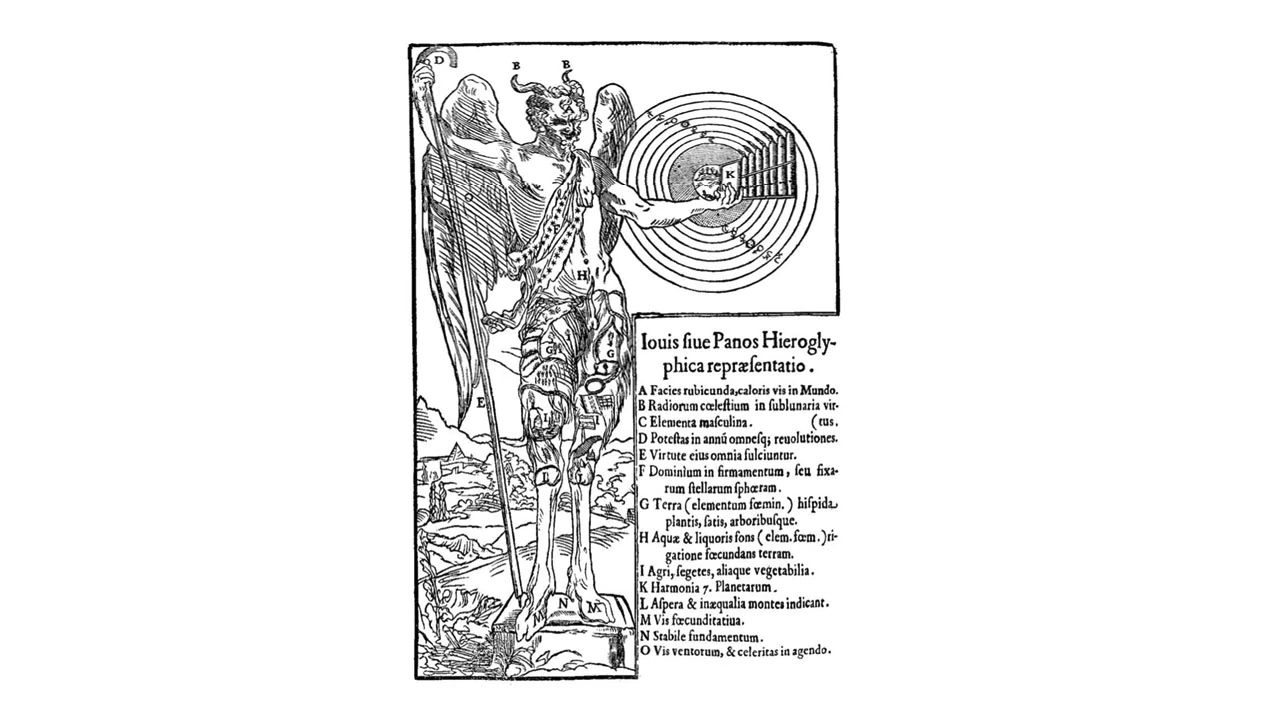 D
B B
K
H
G G
E
I I
L
N
M M
Iouis ſiue Panos Hierogly-
phica repræſentatio.
A Facies rubicunda, caloris vis in Mundo.
B Radiorum cœleſtium in ſublunaria vir-
C Elementa maſculina. (tus.
D Poteſtas in annú omneſq; reuolutiones.
E Virtute eius omnia fulciuntur.
F Dominium in firmamentum, ſeu fixa-
rum ſtellarum ſphœram.
G Terra (elementum fœmin.) hiſpida
plantis, ſatis, arboribuſque.
H Aquæ & liquoris fons (elem. fœm.) ri-
gatione fœcundans terram.
I Agri, ſegetes, aliaque vegetabilia.
K Harmonia 7. Planetarum.
L Aſpera & inæqualia montes indicant.
M Vis fœcunditatiua.
N Stabile fundamentum.
O Vis ventorum, & celeritas in agendo.